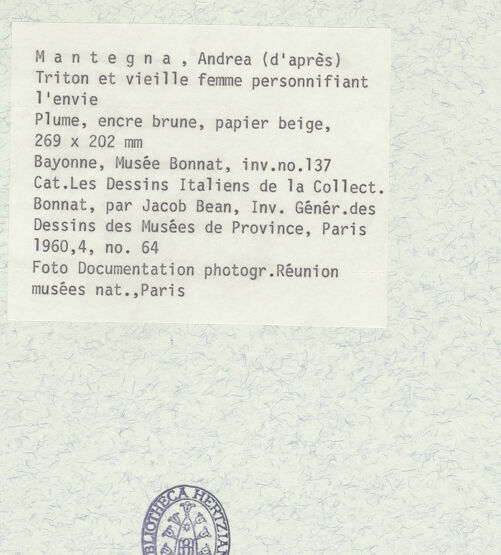 M a n t e g n a , Andrea (d'après)
Triton et vieille femme personnifiant
l'envie
Plume, encre brune, papier beige,
269 x 202 mm
Bayonne, Musée Bonnat, inv.no.137
Cat.Les Dessins Italiens de la Collect.
Bonnat, par Jacob Bean, Inv. Génér.des
Dessins des Musées de Province, Paris
1960,4, no. 64
Foto Documentation photogr.Réunion
musées nat.,Paris
BLIOTHECA HERTZIAN